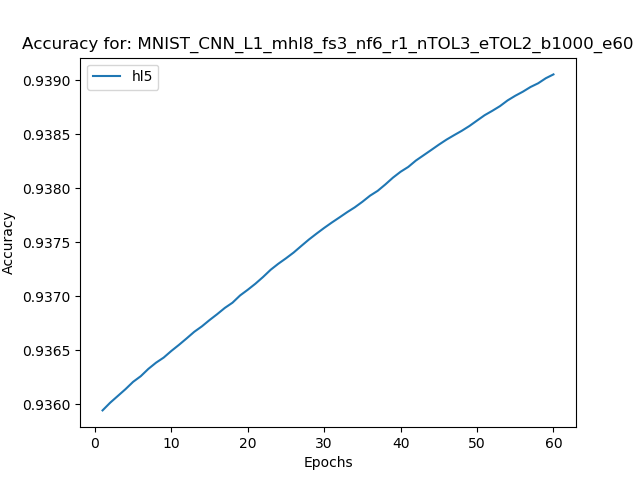 Accuracy for: MNIST_CNN_L1_mhl8_fs3_nf6_r1_nTOL3_eTOL2_b1000_e60
hl5
0.9390
0.9385
0.9380
0.9375
0.9370
0.9365
0.9360
Accuracy
0 10 20 30 40 50 60
Epochs